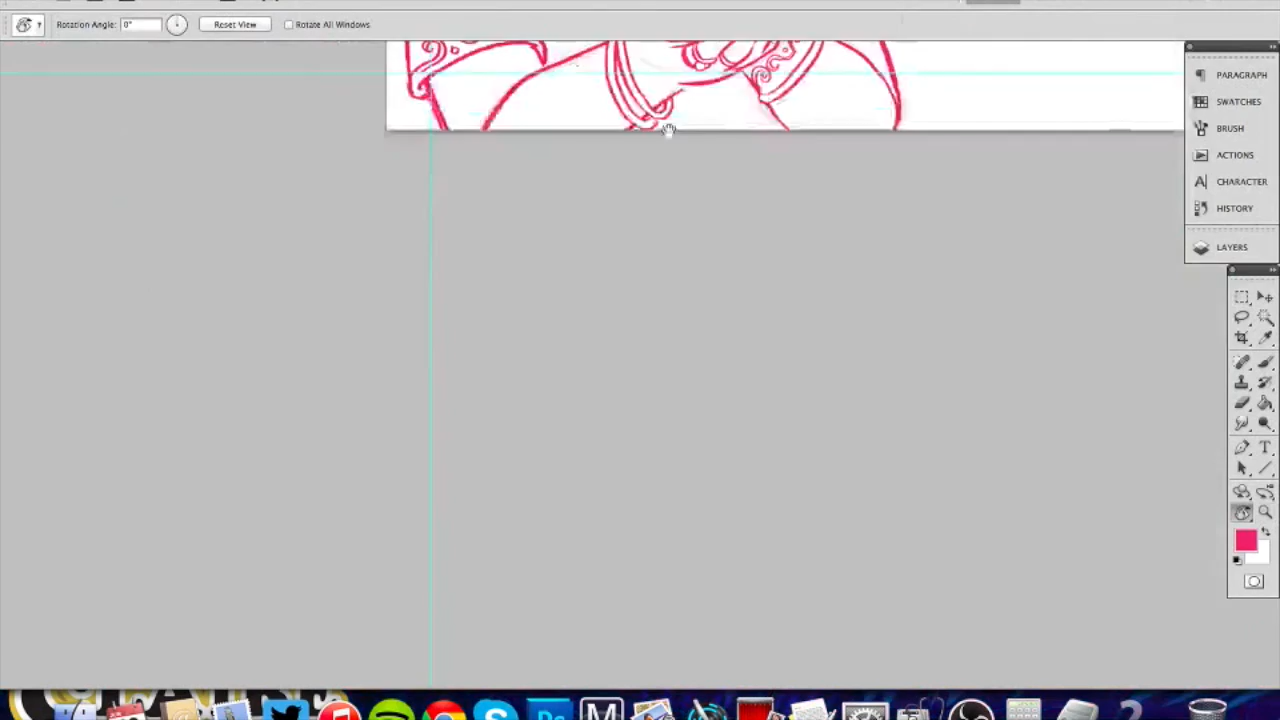 Rotation Angle: 0°
Reset View
Rotate All Windows
PARAGRAPH
SWATCHES
BRUSH
ACTIONS
CHARACTER
HISTORY
LAYERS